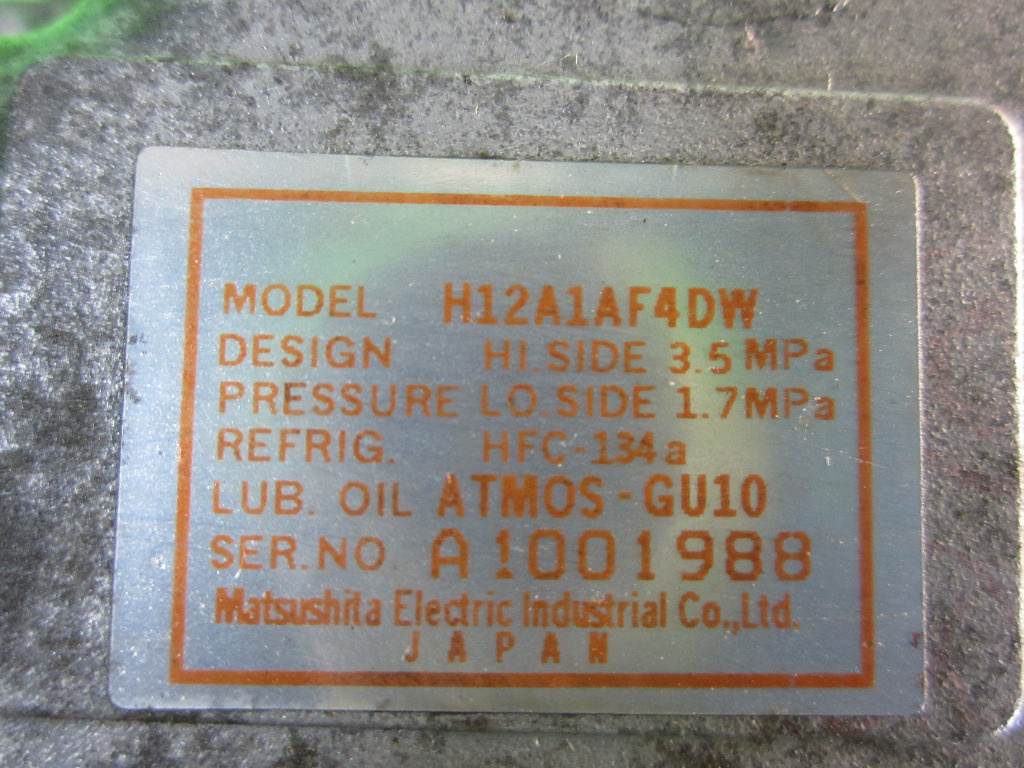 MODEL H12A1AF4DW
DESIGN HI.SIDE 3.5 MPa
PRESSURE LO.SIDE 1.7MPa
REFRIG. HFC-134a
LUB. OIL ATMOS-GU10
SER.NO A1001988
Matsushita Electric Industrial Co.,Ltd.
JAPAN